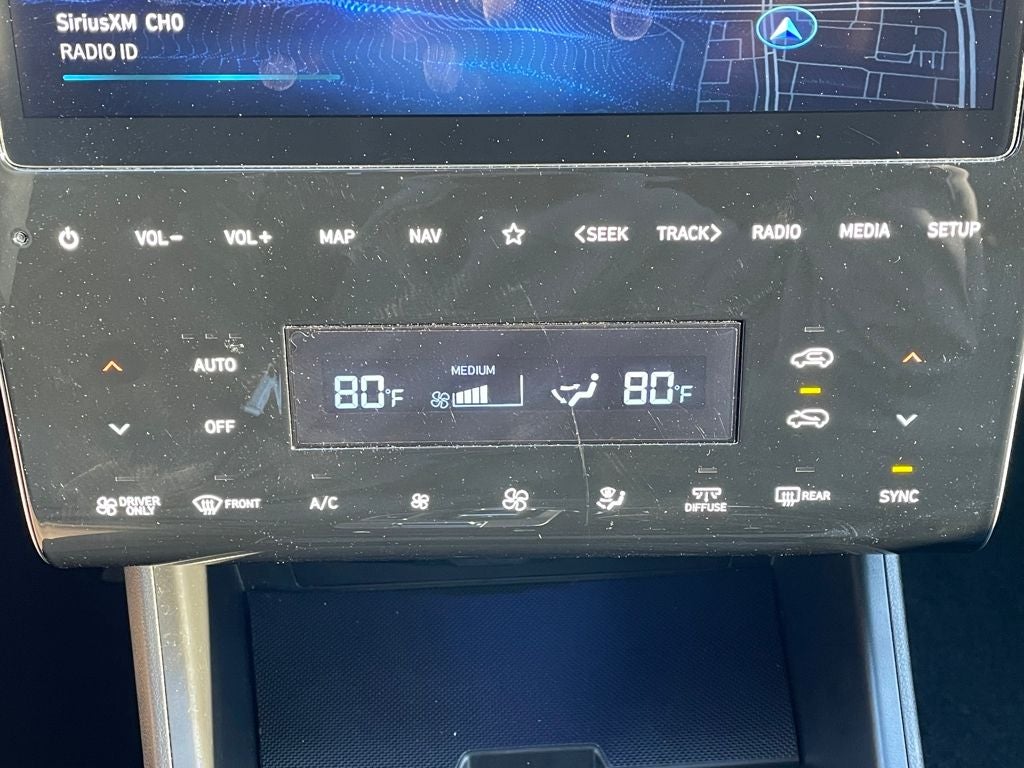 SiriusXM CH0
RADIO ID
VOL− VOL+ MAP NAV <SEEK TRACK> RADIO MEDIA SETUP
AUTO
MEDIUM
80°F 80°F
OFF
DRIVER ONLY
FRONT
A/C
DIFFUSE
REAR
SYNC